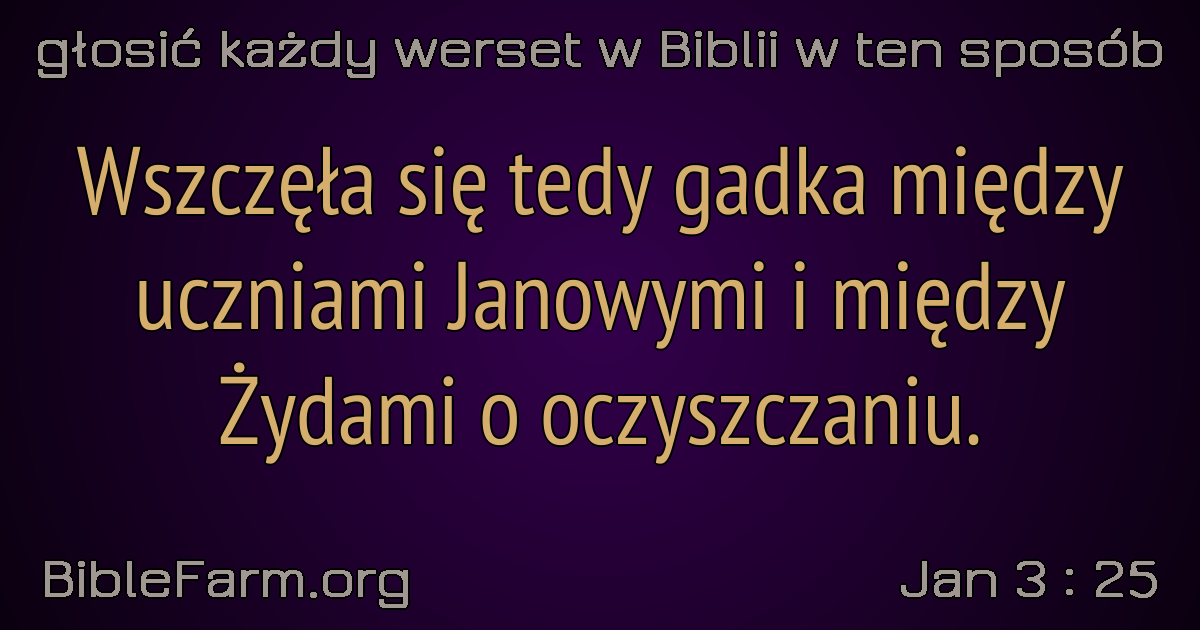 głosić każdy werset w Biblii w ten sposób
Wszczęła się tedy gadka między
uczniami Janowymi i między
Żydami o oczyszczaniu.
BibleFarm.org
Jan 3 : 25